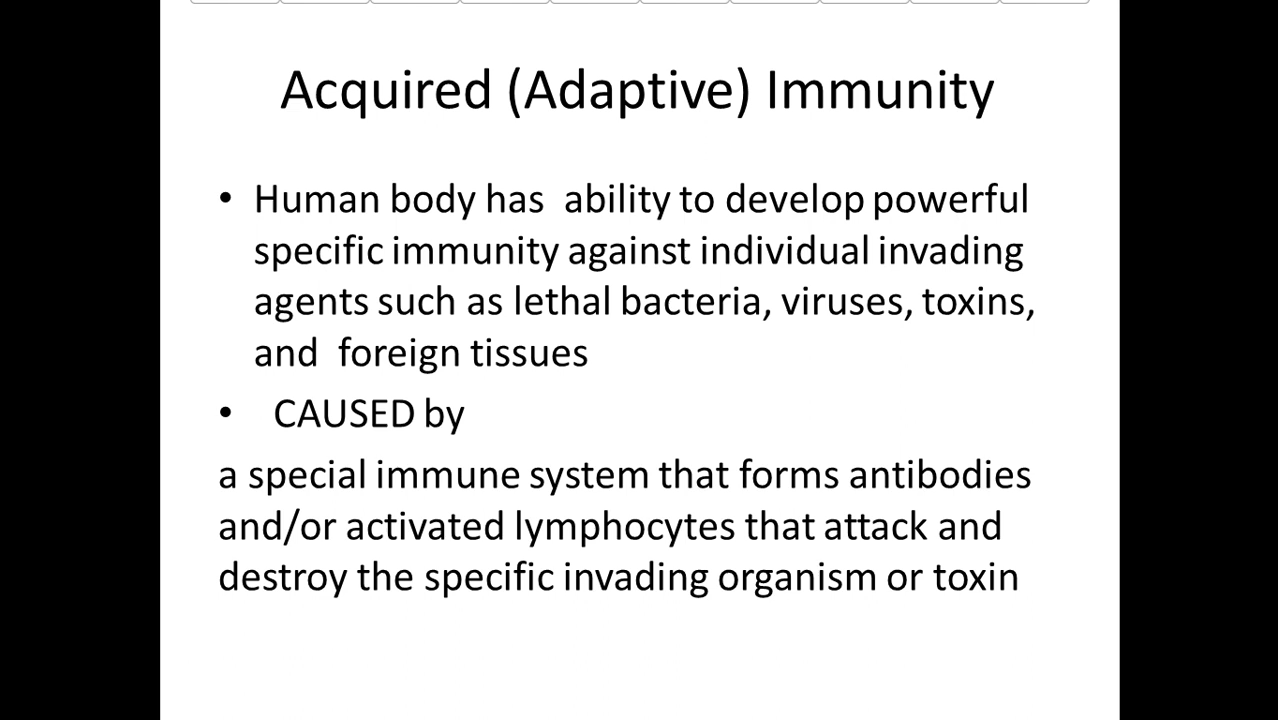 Acquired (Adaptive) Immunity
• Human body has ability to develop powerful
specific immunity against individual invading
agents such as lethal bacteria, viruses, toxins,
and foreign tissues
• CAUSED by
a special immune system that forms antibodies
and/or activated lymphocytes that attack and
destroy the specific invading organism or toxin